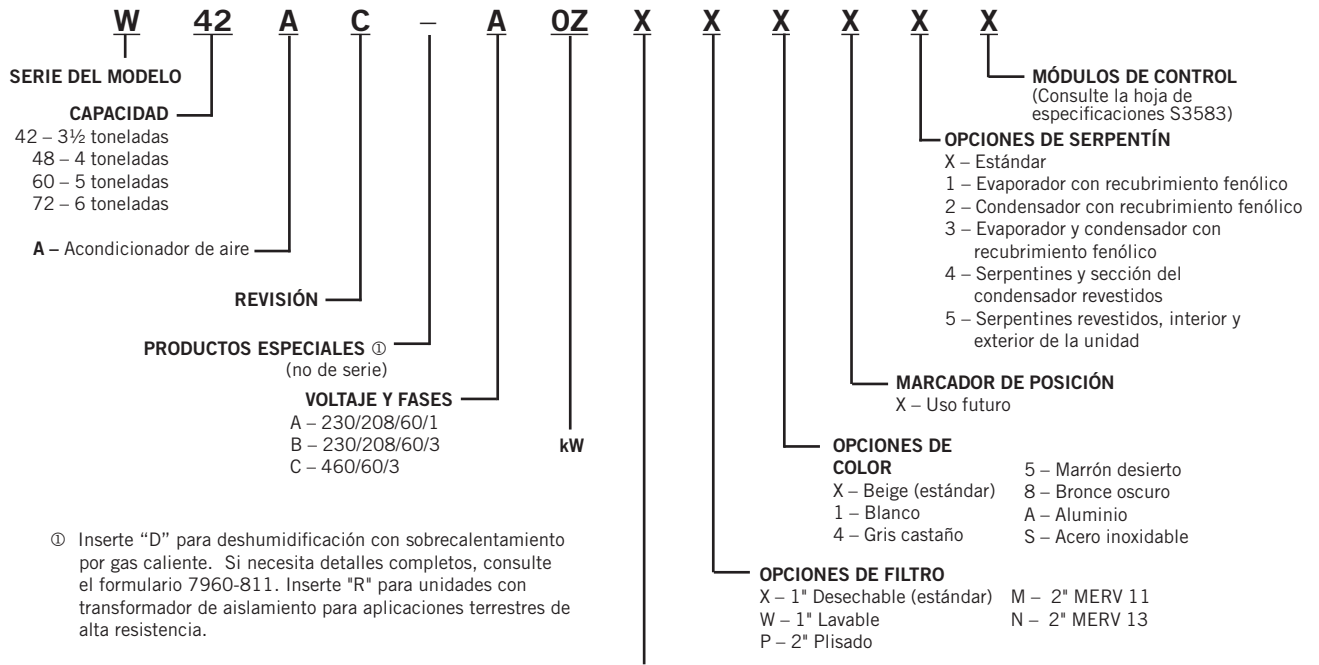 W 42 A C – A 0Z X X X X X X
SERIE DEL MODELO
CAPACIDAD
42 – 3½ toneladas
48 – 4 toneladas
60 – 5 toneladas
72 – 6 toneladas
A – Acondicionador de aire
REVISIÓN
PRODUCTOS ESPECIALES ①
(no de serie)
VOLTAJE Y FASES
A – 230/208/60/1
B – 230/208/60/3
C – 460/60/3
kW
① Inserte “D” para deshumidificación con sobrecalentamiento
por gas caliente. Si necesita detalles completos, consulte
el formulario 7960-811. Inserte "R" para unidades con
transformador de aislamiento para aplicaciones terrestres de
alta resistencia.
MÓDULOS DE CONTROL
(Consulte la hoja de
especificaciones S3583)
OPCIONES DE SERPENTÍN
X – Estándar
1 – Evaporador con recubrimiento fenólico
2 – Condensador con recubrimiento fenólico
3 – Evaporador y condensador con
recubrimiento fenólico
4 – Serpentines y sección del
condensador revestidos
5 – Serpentines revestidos, interior y
exterior de la unidad
MARCADOR DE POSICIÓN
X – Uso futuro
OPCIONES DE
COLOR
X – Beige (estándar)
1 – Blanco
4 – Gris castaño
5 – Marrón desierto
8 – Bronce oscuro
A – Aluminio
S – Acero inoxidable
OPCIONES DE FILTRO
X – 1" Desechable (estándar)
W – 1" Lavable
P – 2" Plisado
M – 2" MERV 11
N – 2" MERV 13